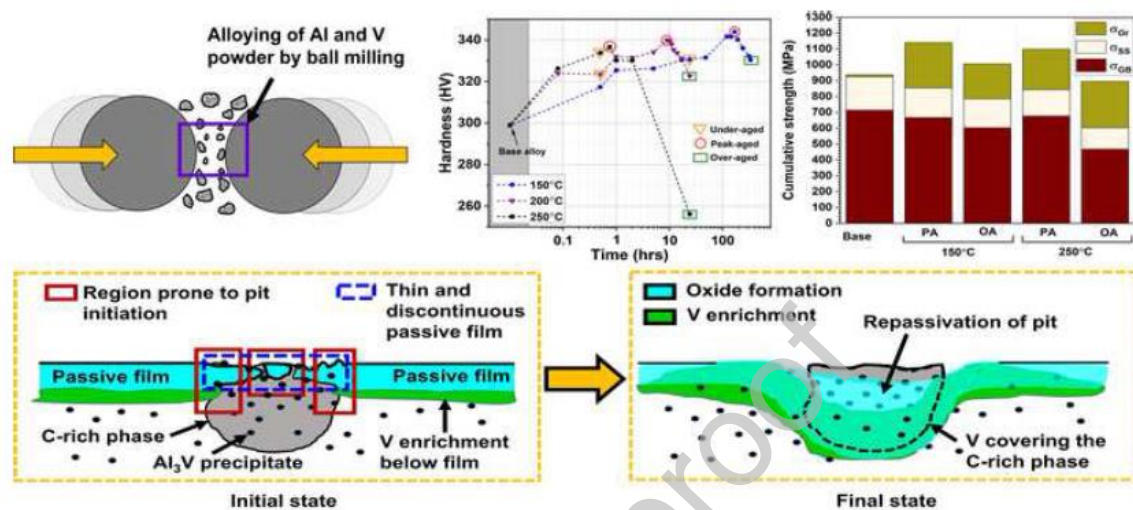 Alloying of Al and V
powder by ball milling
Hardness (HV)
340
320
300
280
260
Base alloy
Under-aged
Peak-aged
Over-aged
150°C
200°C
250°C
0.1
1
10
100
Time (hrs)
Cumulative strength (MPa)
1300
1200
1100
1000
900
800
700
600
500
400
300
200
100
0
σGr
σSS
σGB
Base
PA
OA
PA
OA
150°C
250°C
Region prone to pit
initiation
Thin and
discontinuous
passive film
Passive film
Passive film
C-rich phase
Al₃V precipitate
V enrichment
below film
Initial state
Oxide formation
V enrichment
Repassivation of pit
V covering the
C-rich phase
Final state
proof